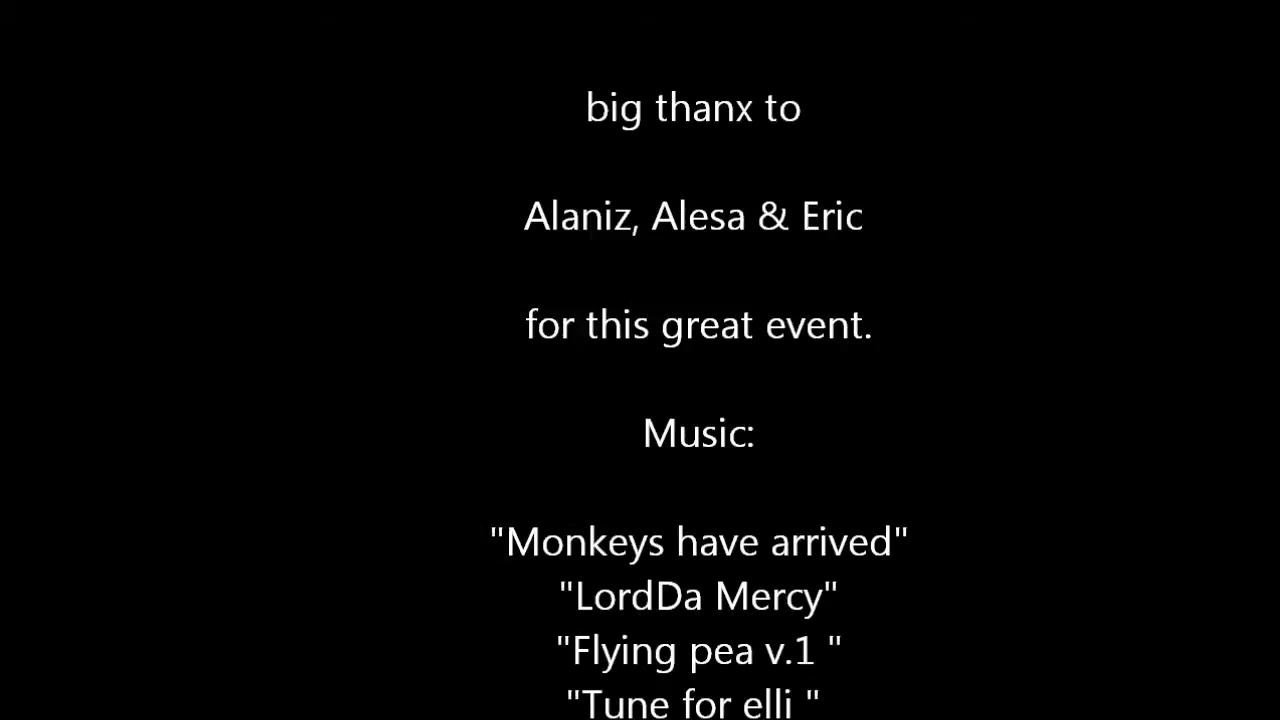 big thanx to
Alaniz, Alesa & Eric
for this great event.
Music:
"Monkeys have arrived"
"LordDa Mercy"
"Flying pea v.1 "
"Tune for elli "